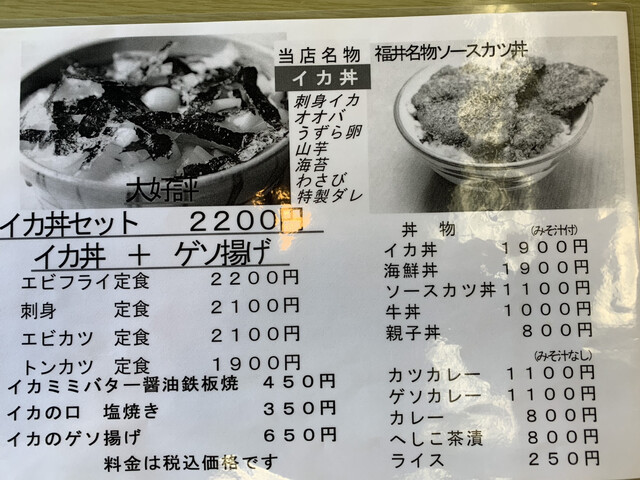 当店名物
イカ丼
刺身イカ
オオバ
うずら卵
山芋
海苔
わさび
特製ダレ
大好評
福井名物ソースカツ丼
イカ丼セット 2200円
イカ丼 + ゲソ揚げ
エビフライ定食 2200円
刺身 定食 2100円
エビカツ 定食 2100円
トンカツ 定食 1900円
イカミミバター醤油鉄板焼 450円
イカの口 塩焼き 350円
イカのゲソ揚げ 650円
料金は税込価格です
丼物 (みそ汁付)
イカ丼 1900円
海鮮丼 1900円
ソースカツ丼 1100円
牛丼 1000円
親子丼 800円
(みそ汁なし)
カツカレー 1100円
ゲソカレー 1100円
カレー 800円
へしこ茶漬 800円
ライス 250円